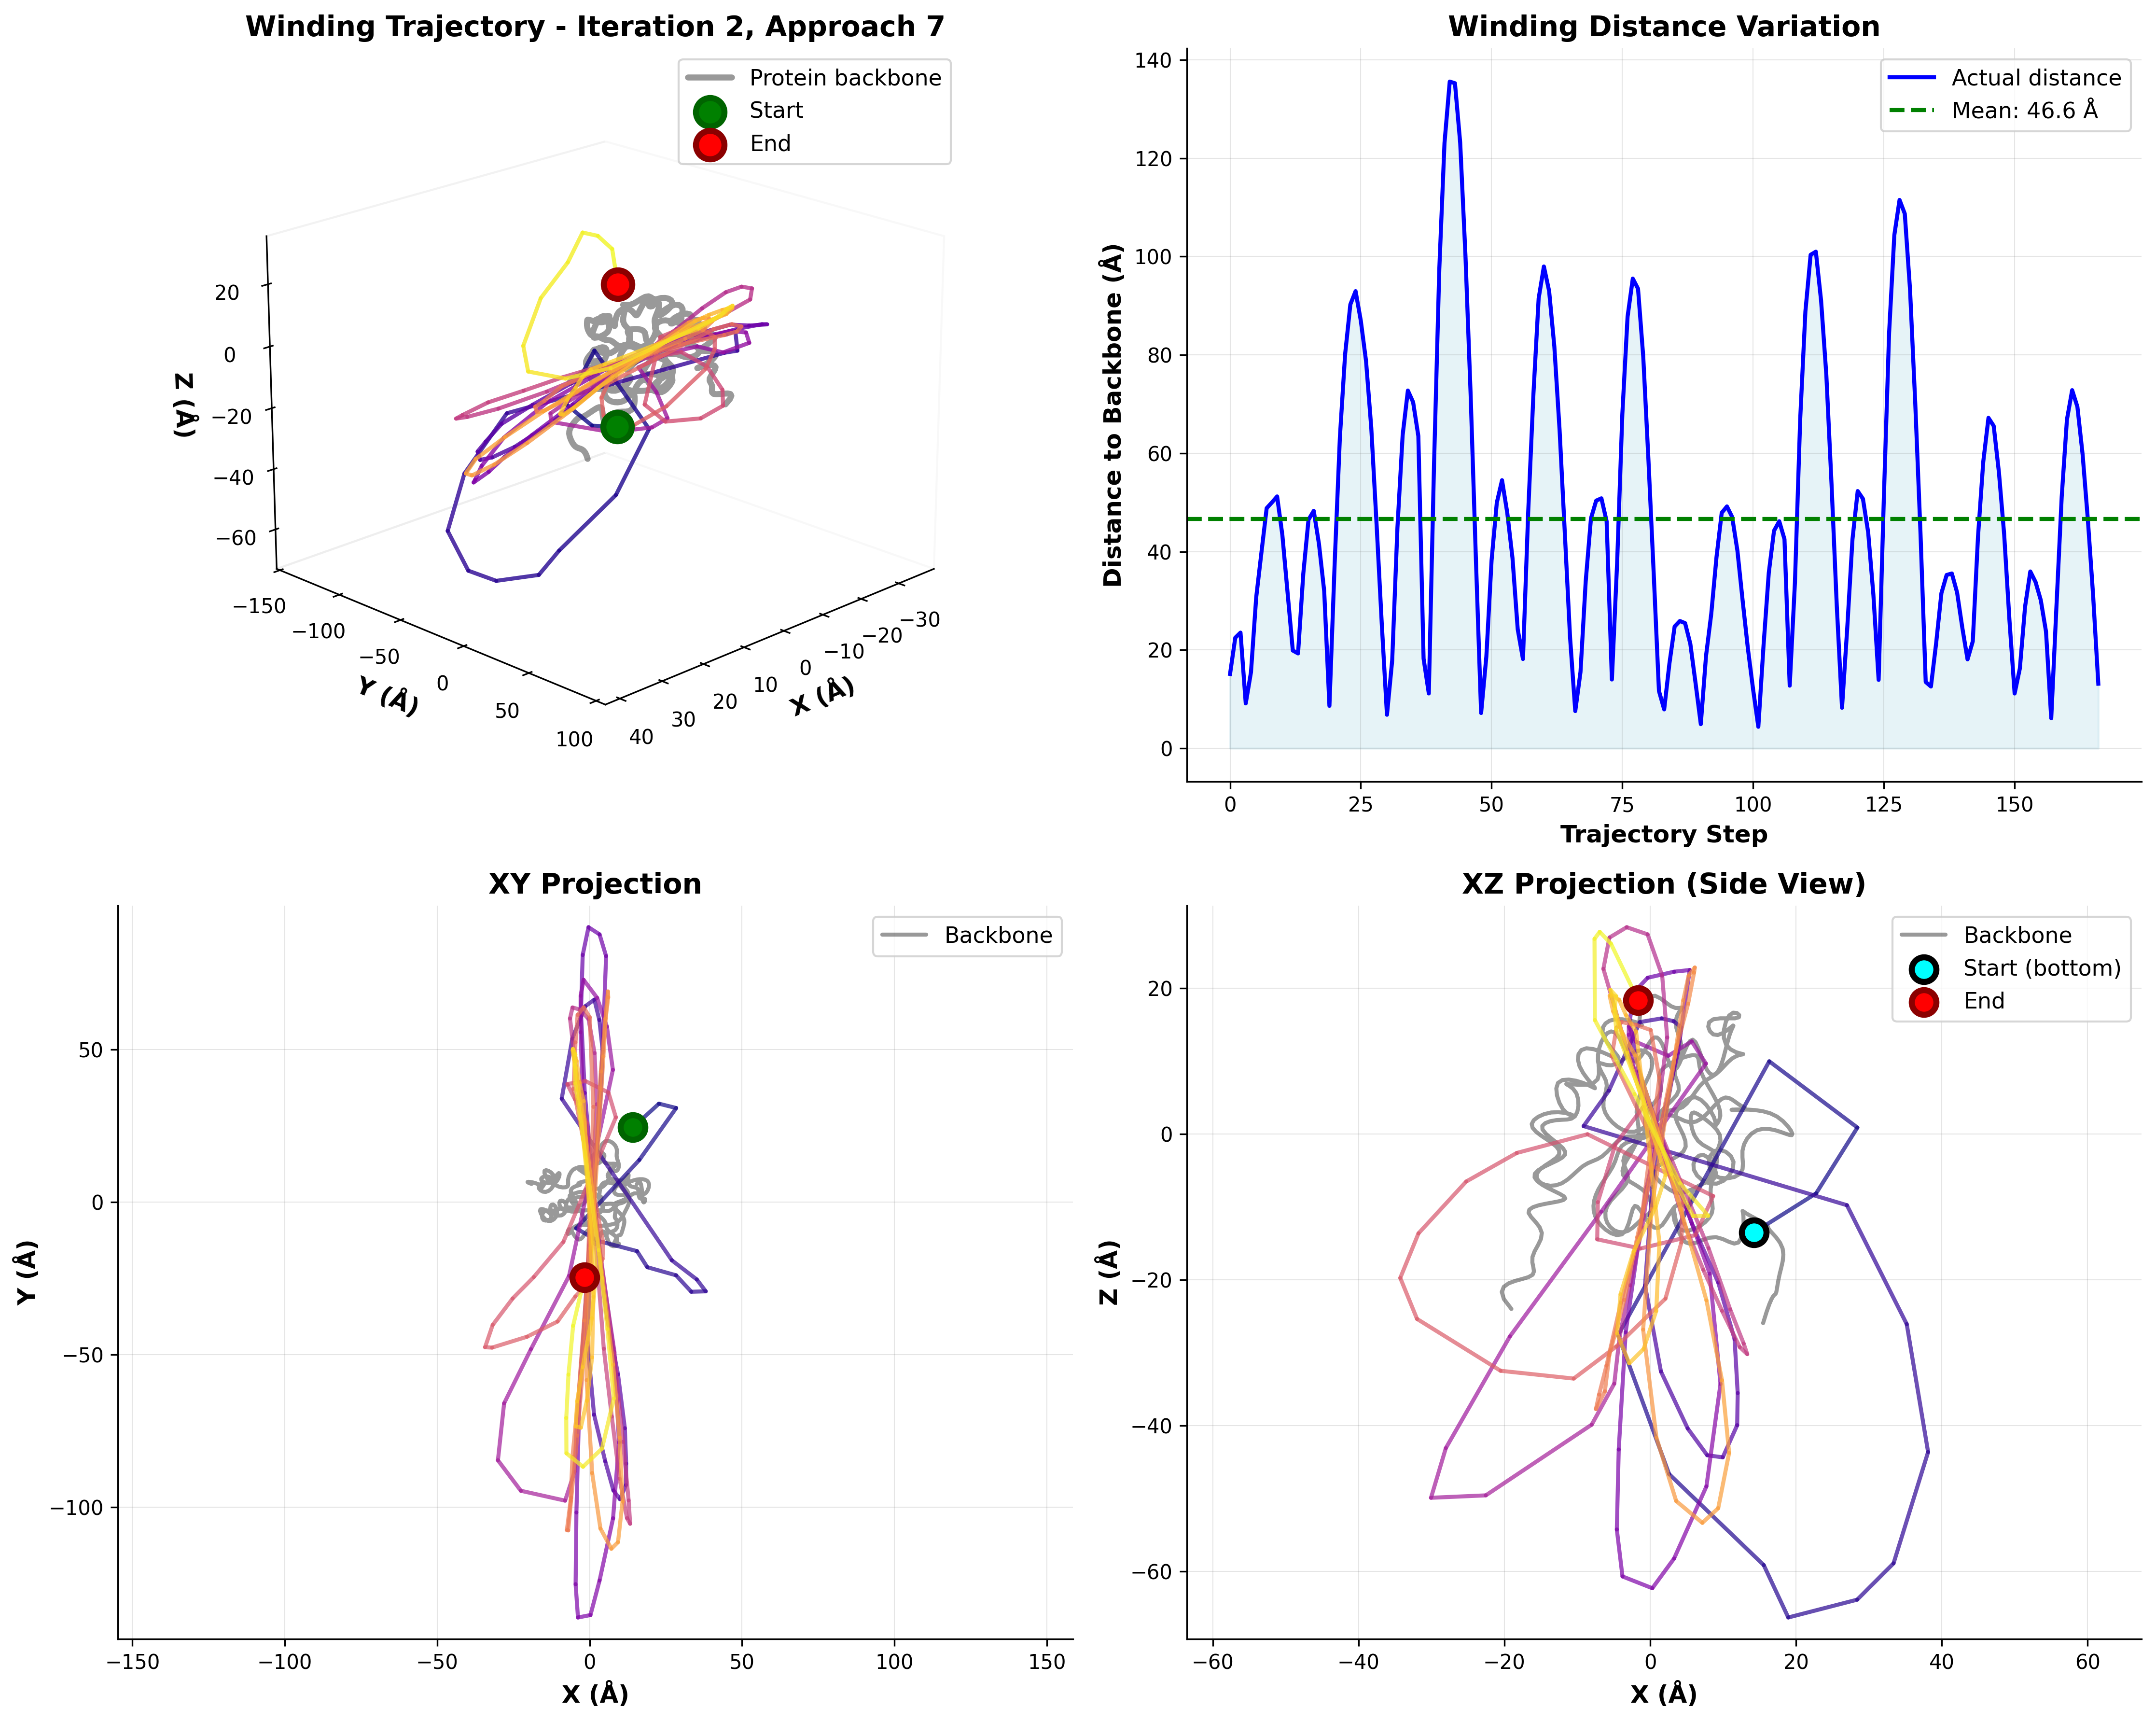 Winding Trajectory - Iteration 2, Approach 7
Protein backbone
Start
End
20
0
−20
−40
−60
Z (Å)
−150
−100
−50
0
50
100
Y (Å)
40
30
20
10
0
−10
−20
−30
X (Å)
Winding Distance Variation
Actual distance
Mean: 46.6 Å
140
120
100
80
60
40
20
0
Distance to Backbone (Å)
0
25
50
75
100
125
150
Trajectory Step
XY Projection
Backbone
50
0
−50
−100
Y (Å)
−150
−100
−50
0
50
100
150
X (Å)
XZ Projection (Side View)
Backbone
Start (bottom)
End
20
0
−20
−40
−60
Z (Å)
−60
−40
−20
0
20
40
60
X (Å)